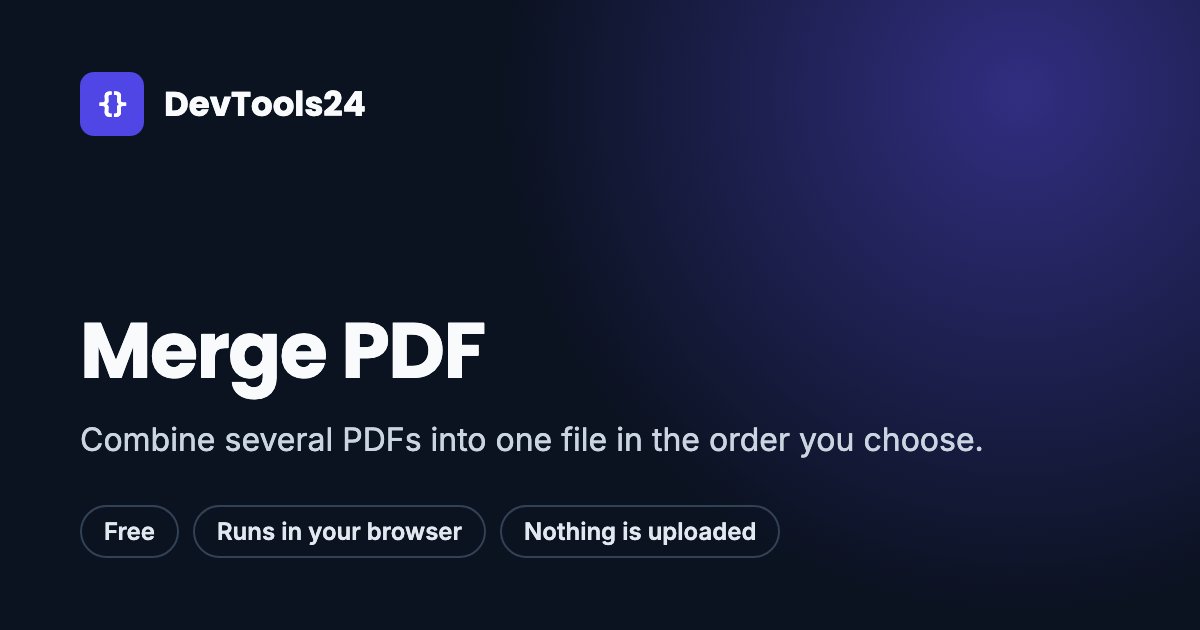 {} DevTools24
Merge PDF
Combine several PDFs into one file in the order you choose.
Free Runs in your browser Nothing is uploaded